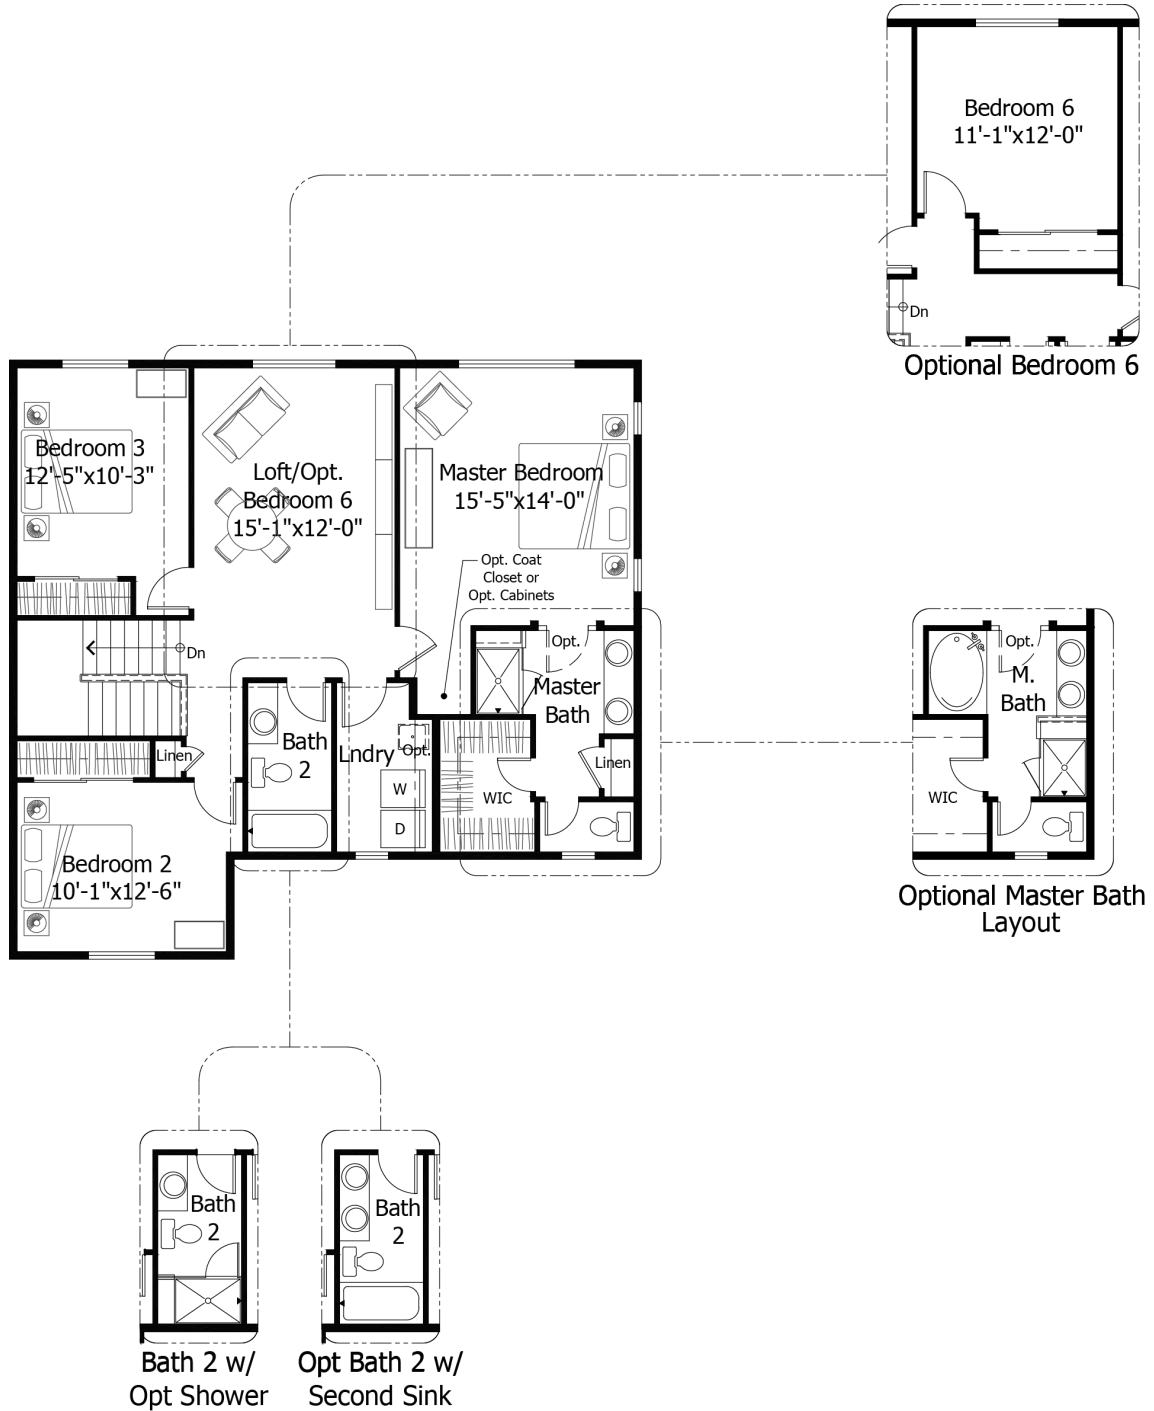 Bedroom 6
11'-1"x12'-0"
Dn
Optional Bedroom 6
Bedroom 3
12'-5"x10'-3"
Loft/Opt.
Bedroom 6
15'-1"x12'-0"
Master Bedroom
15'-5"x14'-0"
Opt. Coat
Closet or
Opt. Cabinets
Dn
Opt.
Master
Bath
Bath
2
Lndry
Opt.
Linen
Linen
W
D
WIC
Bedroom 2
10'-1"x12'-6"
Opt.
M.
Bath
WIC
Optional Master Bath
Layout
Bath
2
Bath 2 w/
Opt Shower
Bath
2
Opt Bath 2 w/
Second Sink